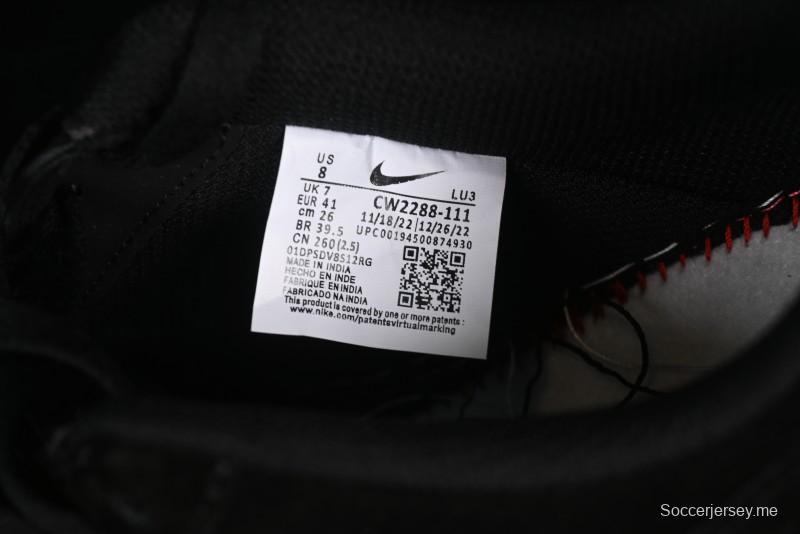 US
8
LU3
UK 7
CW2288-111
EUR 41
11/18/22|12/26/22
cm 26
UPC00194500874930
BR 39.5
CN 260(2.5)
01DPSDV8S12RG
MADE IN INDIA
HECHO EN INDE
FABRIQUE EN INDIA
FABRICADO NA INDIA
This product is covered by one or more patents :
www.nike.com/patentsvirtualmarking
Soccerjersey.me